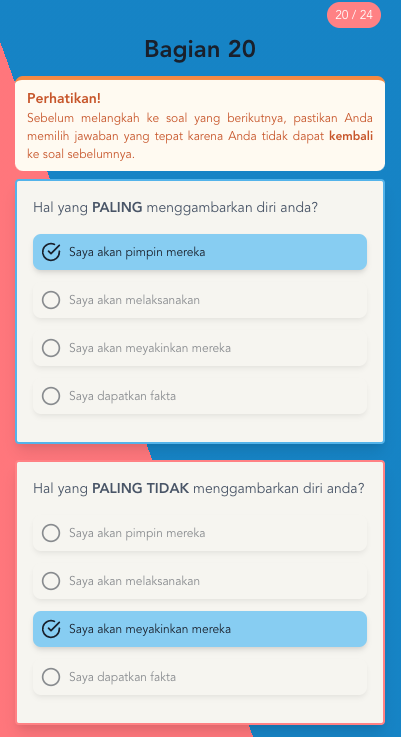 20 / 24
Bagian 20
Perhatikan!
Sebelum melangkah ke soal yang berikutnya, pastikan Anda
memilih jawaban yang tepat karena Anda tidak dapat kembali
ke soal sebelumnya.
Hal yang PALING menggambarkan diri anda?
Saya akan pimpin mereka
Saya akan melaksanakan
Saya akan meyakinkan mereka
Saya dapatkan fakta
Hal yang PALING TIDAK menggambarkan diri anda?
Saya akan pimpin mereka
Saya akan melaksanakan
Saya akan meyakinkan mereka
Saya dapatkan fakta